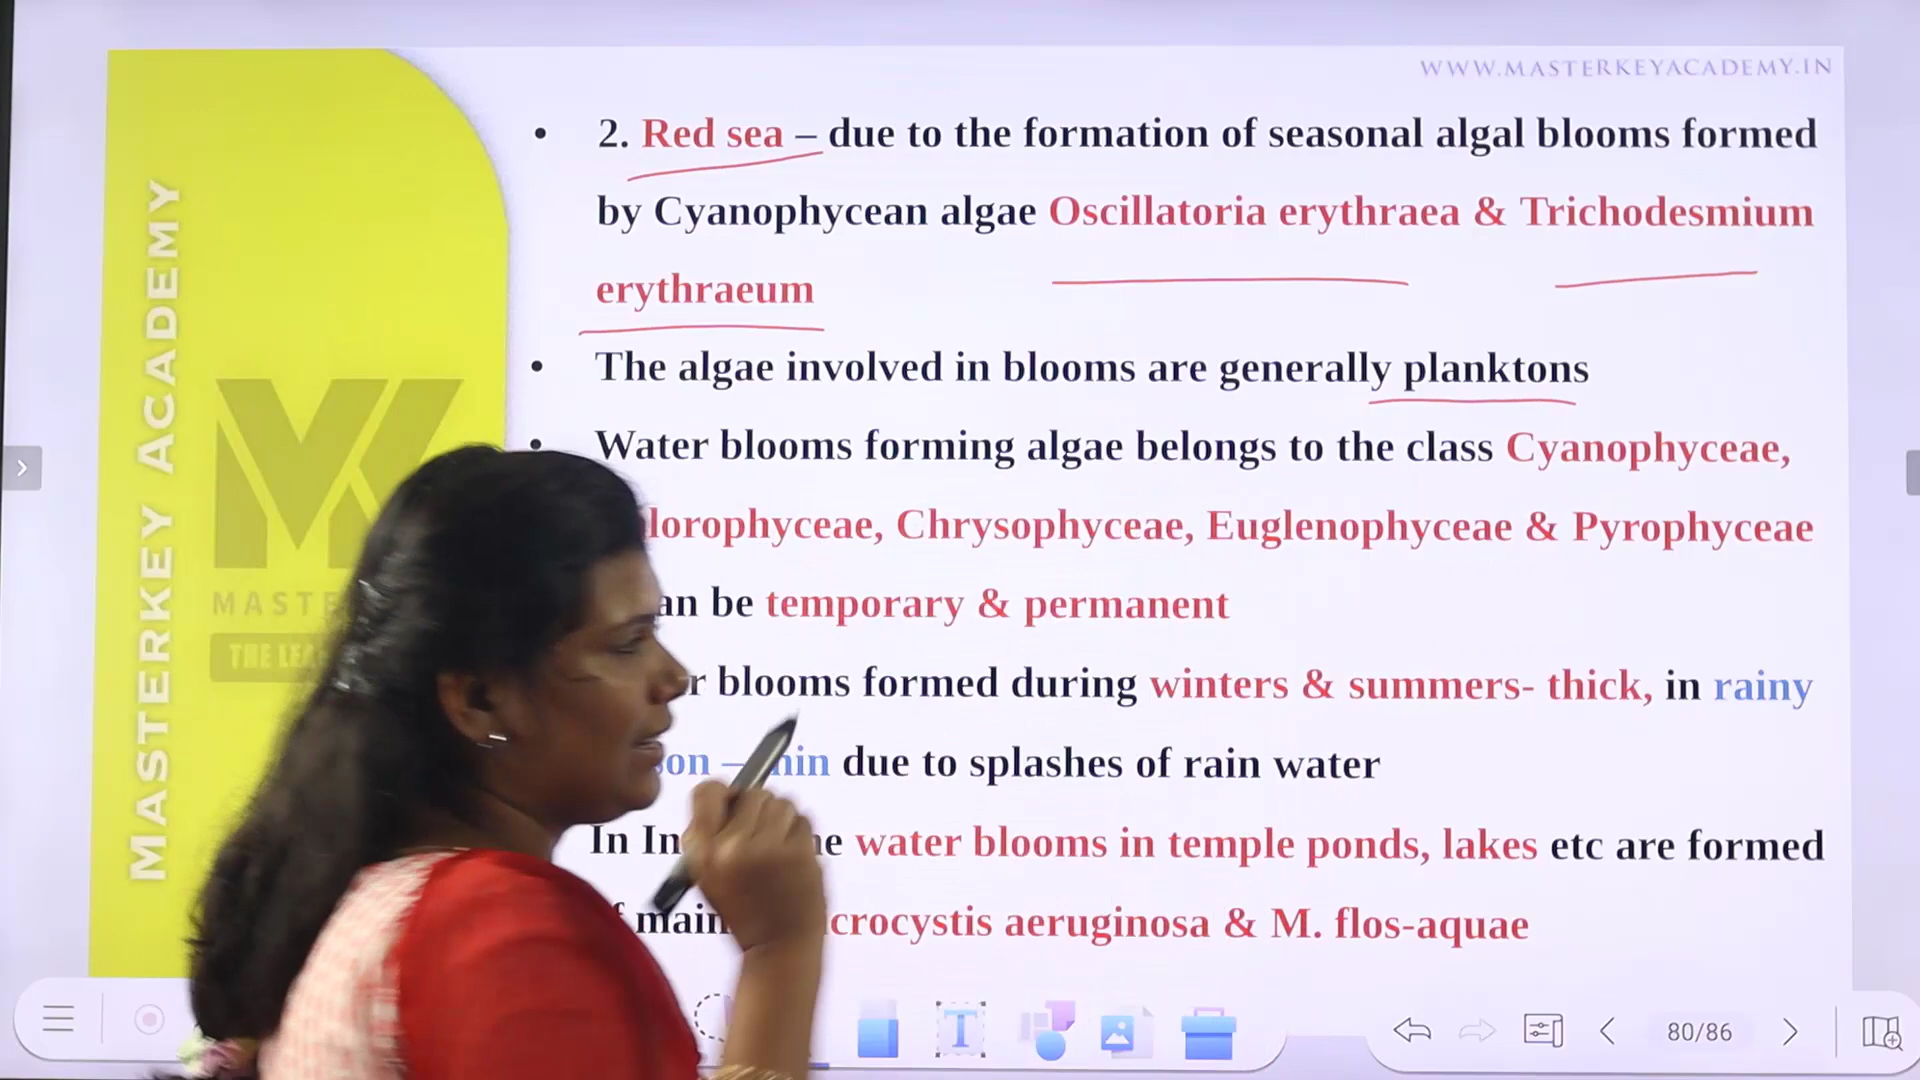 WWW.MASTERKEYACADEMY.IN
MASTERKEY ACADEMY
• 2. Red sea – due to the formation of seasonal algal blooms formed
by Cyanophycean algae Oscillatoria erythraea & Trichodesmium
erythraeum
• The algae involved in blooms are generally planktons
• Water blooms forming algae belongs to the class Cyanophyceae,
lorophyceae, Chrysophyceae, Euglenophyceae & Pyrophyceae
an be temporary & permanent
r blooms formed during winters & summers- thick, in rainy
on – hin due to splashes of rain water
In In e water blooms in temple ponds, lakes etc are formed
f main crocystis aeruginosa & M. flos-aquae
MASTE
THE LEA
80/86